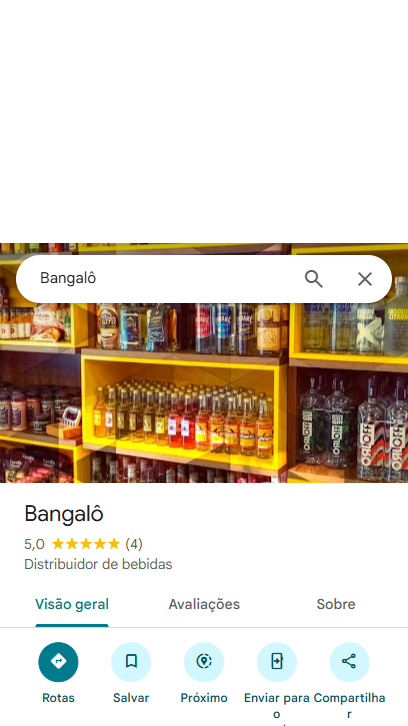 Bangalô
ORLOFF
ORLOFF
Bangalô
5,0 (4)
Distribuidor de bebidas
Visão geral
Avaliações
Sobre
Rotas
Salvar
Próximo
Enviar para o
Compartilhar